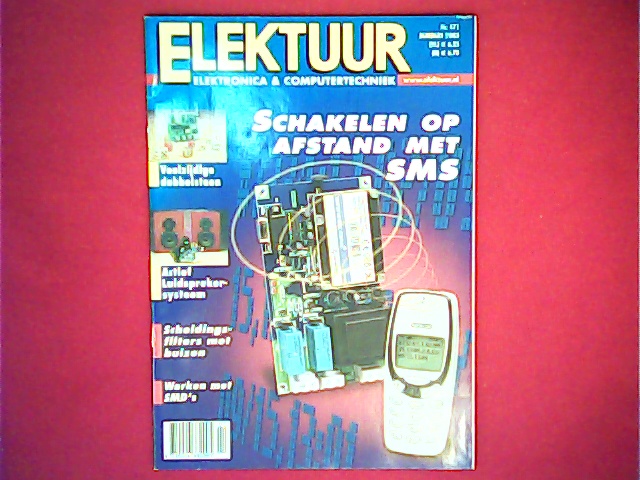 ELEKTUUR
ELEKTRONICA & COMPUTERTECHNIEK
www.elektuur.nl
SCHAKELEN OP
AFSTAND MET
SMS
Veelzijdige
dobbelsteen
Actief
Luidspreker-
systeem
Scheidings-
filters met
buizen
Werken met
SMD's